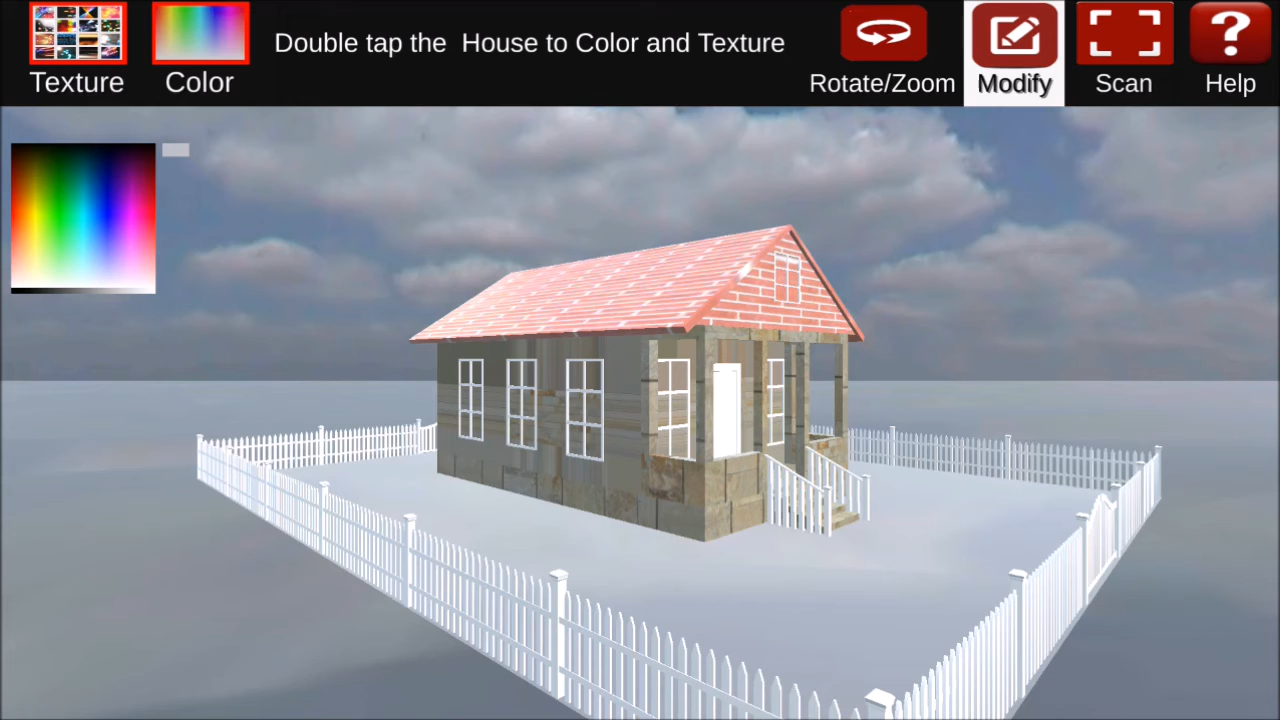 Double tap the  House to Color and Texture
Texture
Color
Rotate/Zoom
Modify
Scan
?
Help